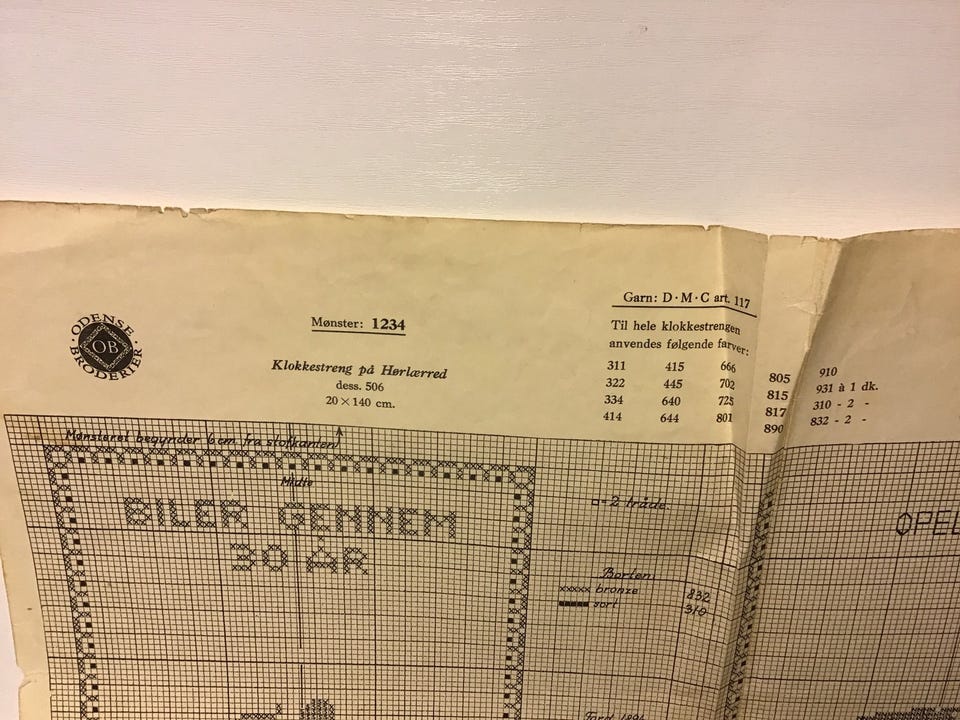 ODENSE
OB
BRODERIER
Mønster: 1234
Klokkestreng på Hørlærred
dess. 506
20 × 140 cm.
Garn: D·M·C art. 117
Til hele klokkestrengen
anvendes følgende farver:
311 415 666 805 910
322 445 702 815 931 à 1 dk.
334 640 725 817 310 - 2 -
414 644 801 890 832 - 2 -
Mønsteret begynder 6 cm. fra stofkanten
Midte
BILER GENNEM
30 ÅR
□ = 2 tråde.
Borten:
bronze 832
sort 310
OPEL
Ford